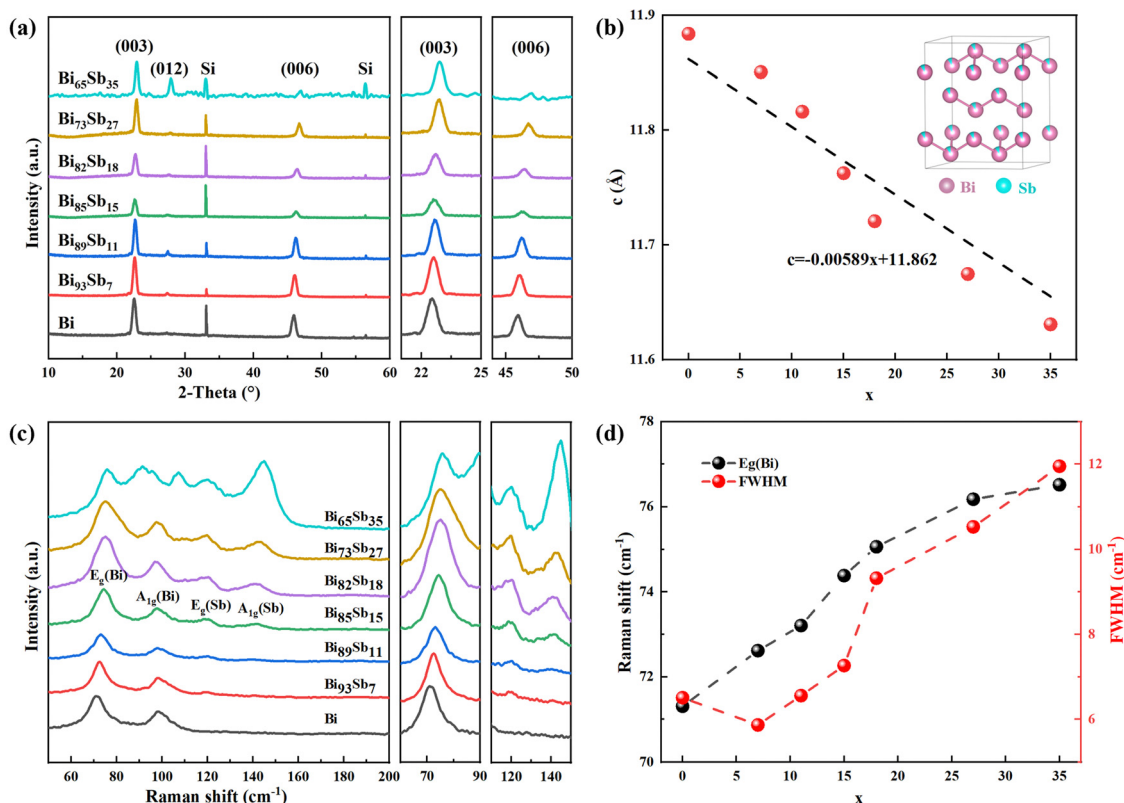 (a)
(003)
(012)
Si
(006)
Si
(003)
(006)
Bi65Sb35
Bi73Sb27
Bi82Sb18
Bi85Sb15
Bi89Sb11
Bi93Sb7
Bi
Intensity (a.u.)
10 20 30 40 50 60
22 25
45 50
2-Theta (°)
(b)
11.9
11.8
11.7
11.6
c (Å)
Bi Sb
c=-0.00589x+11.862
0 5 10 15 20 25 30 35
x
(c)
Bi65Sb35
Bi73Sb27
Bi82Sb18
Bi85Sb15
Bi89Sb11
Bi93Sb7
Bi
Eg(Bi)
A1g(Bi)
Eg(Sb)
A1g(Sb)
Intensity (a.u.)
60 80 100 120 140 160 180 200
70 90
120 140
Raman shift (cm-1)
(d)
Eg(Bi)
FWHM
78
76
74
72
70
Raman shift (cm-1)
12
10
8
6
FWHM (cm-1)
0 5 10 15 20 25 30 35
x